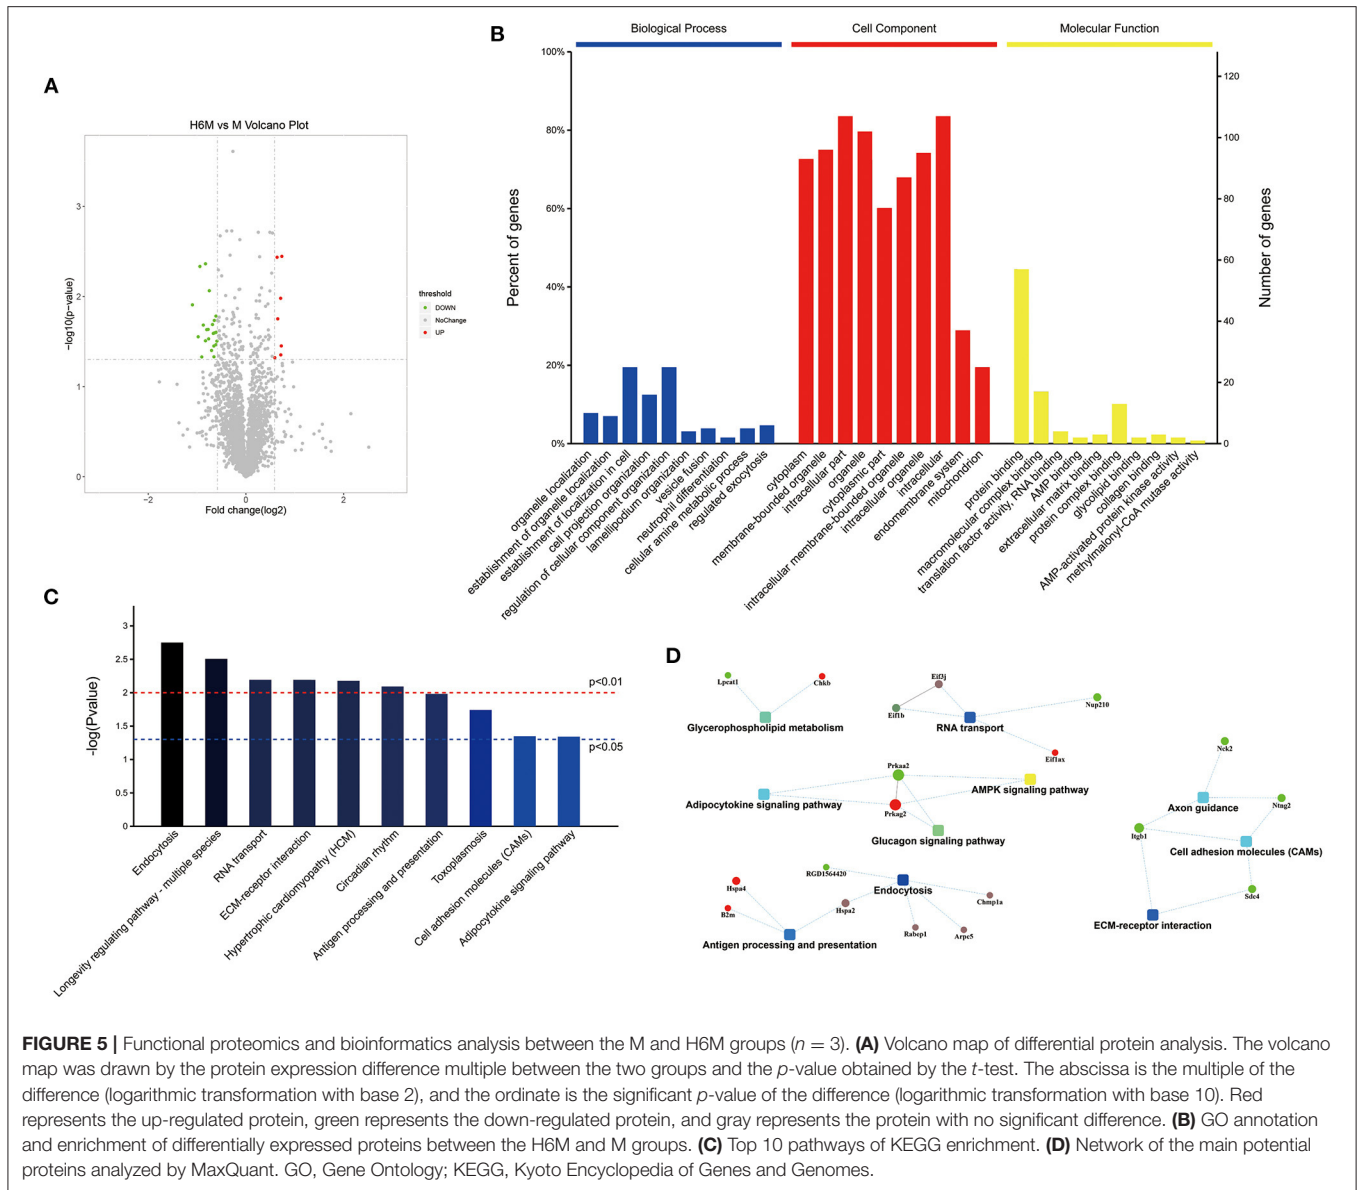 A
H6M vs M Volcano Plot
3
2
1
0
−log10(p−value)
−2
0
2
Fold change(log2)
threshold
DOWN
NoChange
UP
B
Biological Process
Cell Component
Molecular Function
100%
80%
60%
40%
20%
0%
Percent of genes
120
100
80
60
40
20
0
Number of genes
organelle localization
establishment of organelle localization
establishment of localization in cell
cell projection organization
regulation of cellular component organization
lamellipodium organization
vesicle fusion
neutrophil differentiation
cellular amine metabolic process
regulated exocytosis
cytoplasm
membrane-bounded organelle
intracellular part
organelle
cytoplasmic part
intracellular membrane-bounded organelle
intracellular organelle
intracellular
endomembrane system
mitochondrion
protein binding
macromolecular complex binding
translation factor activity, RNA binding
AMP binding
extracellular matrix binding
protein complex binding
glycolipid binding
collagen binding
AMP-activated protein kinase activity
methylmalonyl-CoA mutase activity
C
3
2.5
2
1.5
1
0.5
0
-log(Pvalue)
p<0.01
p<0.05
Endocytosis
Longevity regulating pathway - multiple species
RNA transport
ECM-receptor interaction
Hypertrophic cardiomyopathy (HCM)
Circadian rhythm
Antigen processing and presentation
Toxoplasmosis
Cell adhesion molecules (CAMs)
Adipocytokine signaling pathway
D
Lpcat1
Chkb
Glycerophospholipid metabolism
Eif3j
Eif1b
Nup210
RNA transport
Eif1ax
Prkaa2
Adipocytokine signaling pathway
AMPK signaling pathway
Prkag2
Glucagon signaling pathway
Nck2
Axon guidance
Ntng2
Itgb1
Cell adhesion molecules (CAMs)
Sdc4
ECM-receptor interaction
RGD1564420
Endocytosis
Hspa4
Chmp1a
B2m
Hspa2
Rabep1
Arpc5
Antigen processing and presentation
FIGURE 5 | Functional proteomics and bioinformatics analysis between the M and H6M groups (n = 3). (A) Volcano map of differential protein analysis. The volcano
map was drawn by the protein expression difference multiple between the two groups and the p-value obtained by the t-test. The abscissa is the multiple of the
difference (logarithmic transformation with base 2), and the ordinate is the significant p-value of the difference (logarithmic transformation with base 10). Red
represents the up-regulated protein, green represents the down-regulated protein, and gray represents the protein with no significant difference. (B) GO annotation
and enrichment of differentially expressed proteins between the H6M and M groups. (C) Top 10 pathways of KEGG enrichment. (D) Network of the main potential
proteins analyzed by MaxQuant. GO, Gene Ontology; KEGG, Kyoto Encyclopedia of Genes and Genomes.